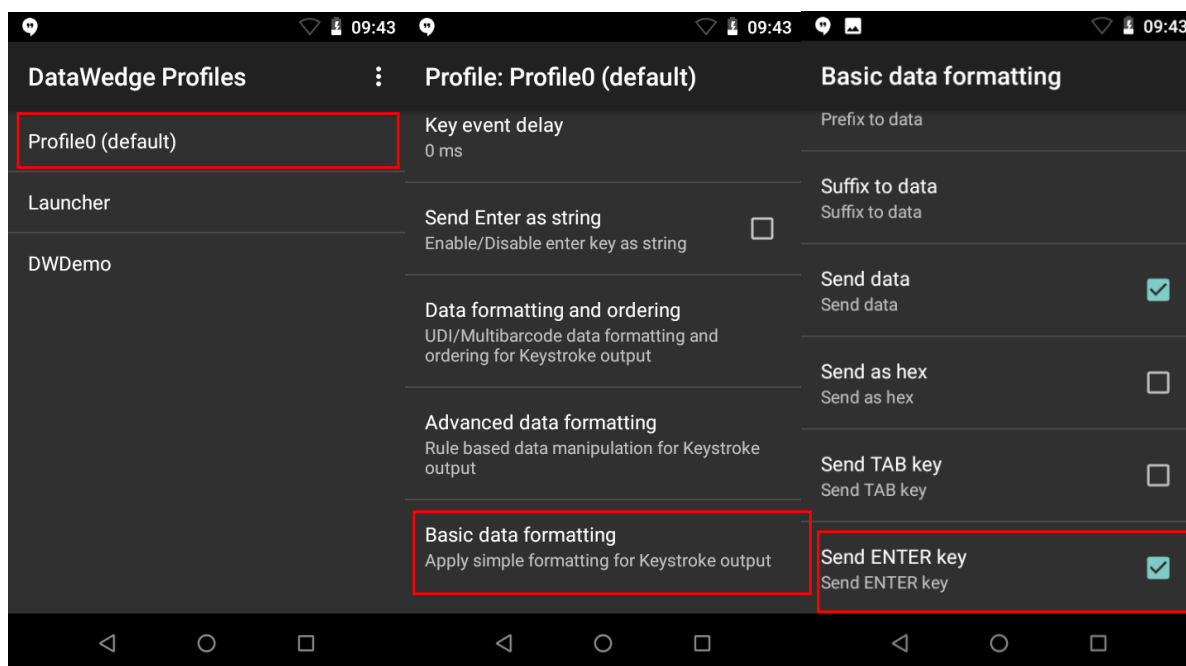 09:43
DataWedge Profiles
Profile0 (default)
Launcher
DWDemo
09:43
Profile: Profile0 (default)
Key event delay
0 ms
Send Enter as string
Enable/Disable enter key as string
Data formatting and ordering
UDI/Multibarcode data formatting and
ordering for Keystroke output
Advanced data formatting
Rule based data manipulation for Keystroke
output
Basic data formatting
Apply simple formatting for Keystroke output
09:43
Basic data formatting
Prefix to data
Suffix to data
Suffix to data
Send data
Send data
Send as hex
Send as hex
Send TAB key
Send TAB key
Send ENTER key
Send ENTER key